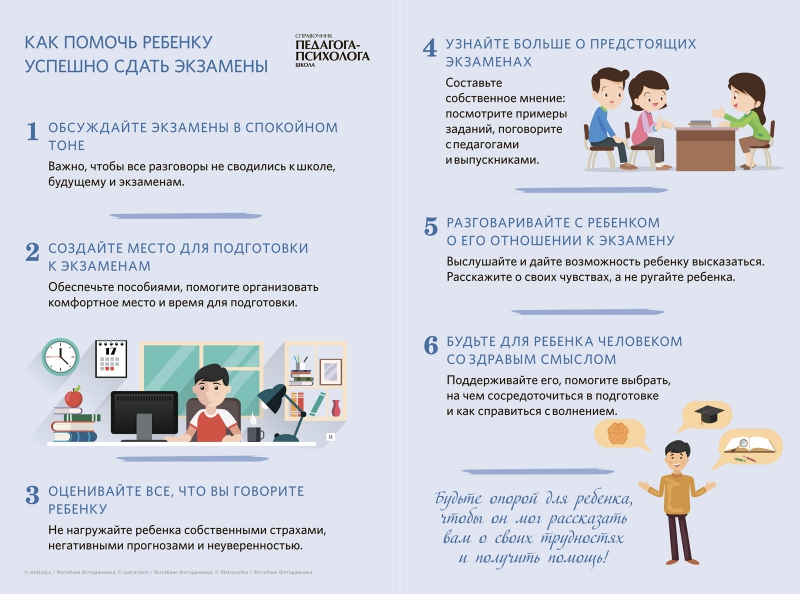 КАК ПОМОЧЬ РЕБЕНКУ
УСПЕШНО СДАТЬ ЭКЗАМЕНЫ
СПРАВОЧНИК
ПЕДАГОГА-
ПСИХОЛОГА
ШКОЛА
1 ОБСУЖДАЙТЕ ЭКЗАМЕНЫ В СПОКОЙНОМ
ТОНЕ
Важно, чтобы все разговоры не сводились к школе,
будущему и экзаменам.
2 СОЗДАЙТЕ МЕСТО ДЛЯ ПОДГОТОВКИ
К ЭКЗАМЕНАМ
Обеспечьте пособиями, помогите организовать
комфортное место и время для подготовки.
17
3 ОЦЕНИВАЙТЕ ВСЕ, ЧТО ВЫ ГОВОРИТЕ
РЕБЕНКУ
Не нагружайте ребенка собственными страхами,
негативными прогнозами и неуверенностью.
4 УЗНАЙТЕ БОЛЬШЕ О ПРЕДСТОЯЩИХ
ЭКЗАМЕНАХ
Составьте
собственное мнение:
посмотрите примеры
заданий, поговорите
с педагогами
и выпускниками.
5 РАЗГОВАРИВАЙТЕ С РЕБЕНКОМ
О ЕГО ОТНОШЕНИИ К ЭКЗАМЕНУ
Выслушайте и дайте возможность ребенку высказаться.
Расскажите о своих чувствах, а не ругайте ребенка.
6 БУДЬТЕ ДЛЯ РЕБЕНКА ЧЕЛОВЕКОМ
СО ЗДРАВЫМ СМЫСЛОМ
Поддерживайте его, помогите выбрать,
на чем сосредоточиться в подготовке
и как справиться с волнением.
Будьте опорой для ребенка,
чтобы он мог рассказать
вам о своих трудностях
и получить помощь!
/ Фотобанк Фотодженика, © / Фотобанк Фотодженика, © / Фотобанк Фотодженика.